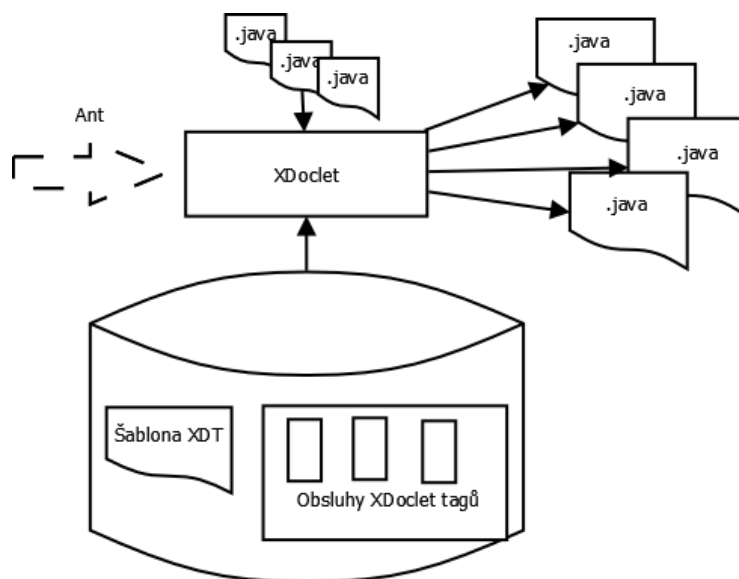 .java
.java
.java
.java
.java
.java
.java
Ant
XDoclet
Šablona XDT
Obsluhy XDoclet tagů